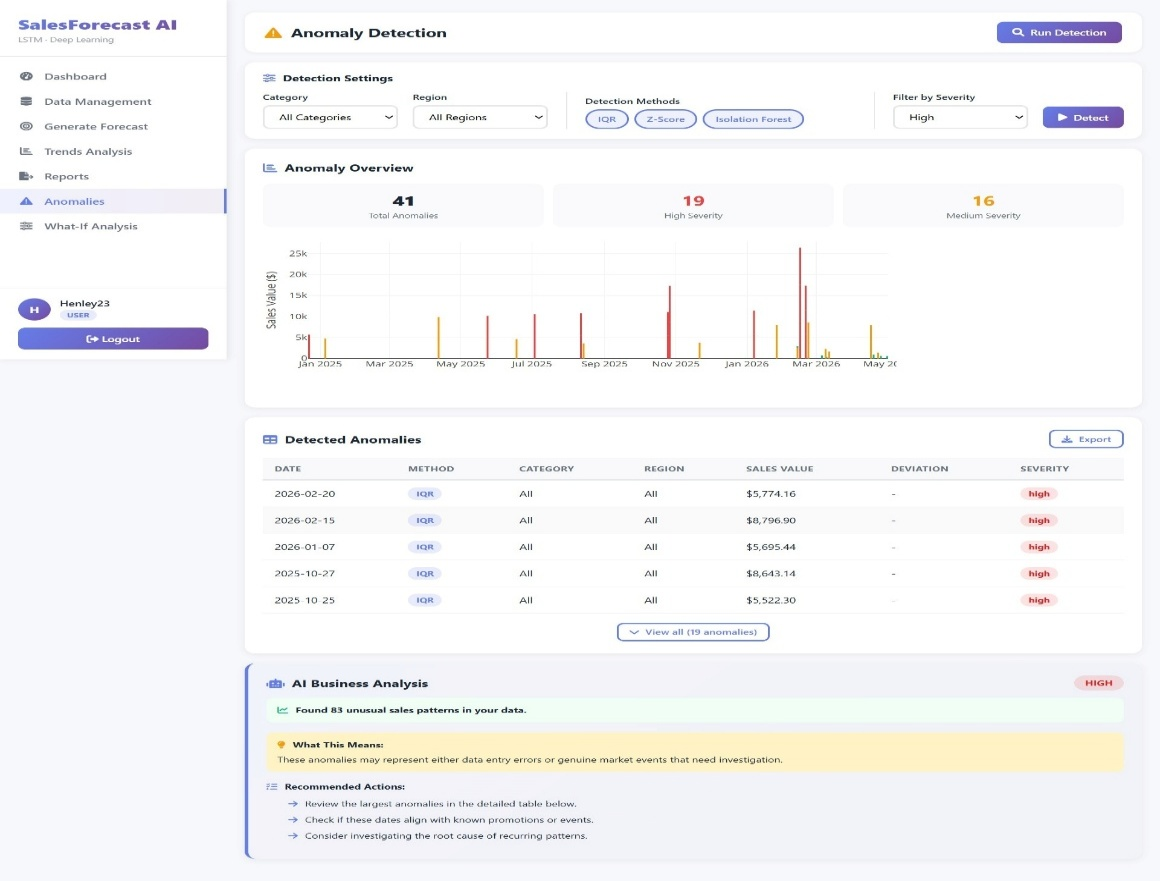 SalesForecast AI
LSTM - Deep Learning
Dashboard
Data Management
Generate Forecast
Trends Analysis
Reports
Anomalies
What-If Analysis
H
Henley23
USER
Logout
Anomaly Detection
Run Detection
Detection Settings
Category
Region
Detection Methods
Filter by Severity
All Categories
All Regions
IQR
Z-Score
Isolation Forest
High
Detect
Anomaly Overview
41
Total Anomalies
19
High Severity
16
Medium Severity
Sales Value ($)
25k
20k
15k
10k
5k
0
Jan 2025 Mar 2025 May 2025 Jul 2025 Sep 2025 Nov 2025 Jan 2026 Mar 2026 May 20
Detected Anomalies
Export
DATE METHOD CATEGORY REGION SALES VALUE DEVIATION SEVERITY
2026-02-20 IQR All All $5,774.16 - high
2026-02-15 IQR All All $8,796.90 - high
2026-01-07 IQR All All $5,695.44 - high
2025-10-27 IQR All All $8,643.14 - high
2025-10-25 IQR All All $5,522.30 - high
View all (19 anomalies)
AI Business Analysis
HIGH
Found 83 unusual sales patterns in your data.
What This Means:
These anomalies may represent either data entry errors or genuine market events that need investigation.
Recommended Actions:
→ Review the largest anomalies in the detailed table below.
→ Check if these dates align with known promotions or events.
→ Consider investigating the root cause of recurring patterns.